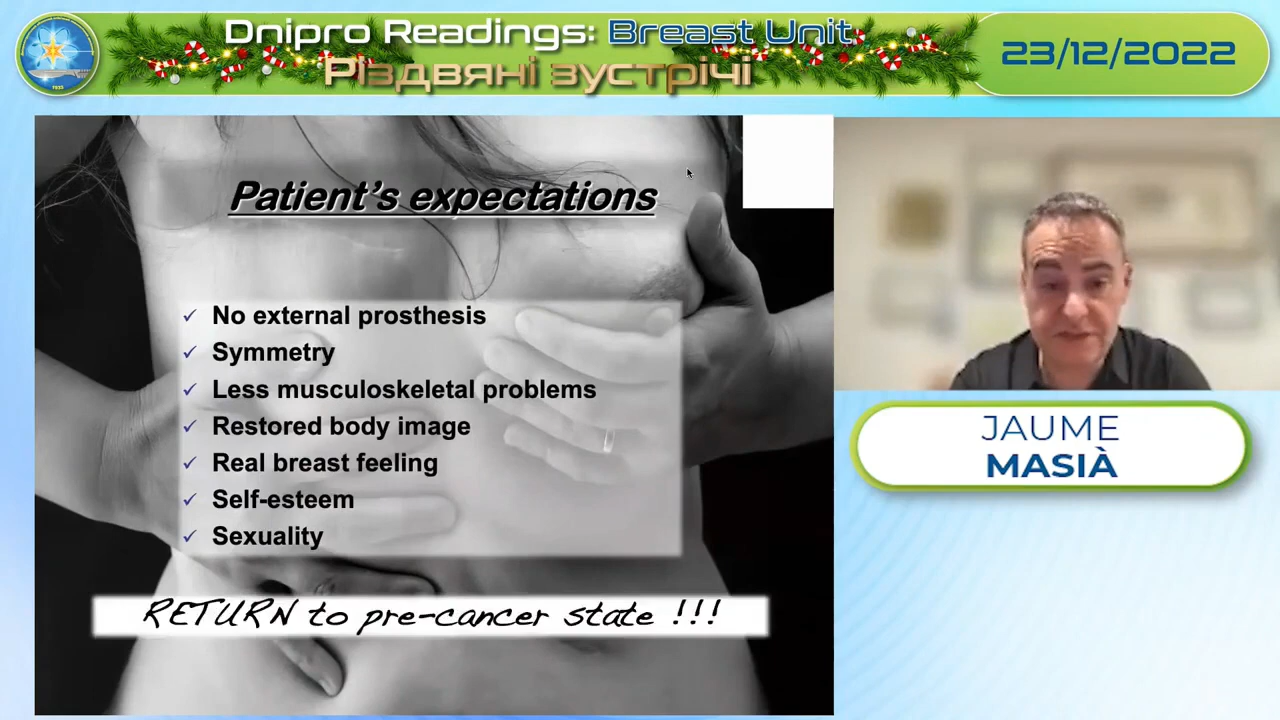 Dnipro Readings: Breast Unit
Різдвяні зустрічі
23/12/2022
1935
Patient's expectations
✓ No external prosthesis
✓ Symmetry
✓ Less musculoskeletal problems
✓ Restored body image
✓ Real breast feeling
✓ Self-esteem
✓ Sexuality
RETURN to pre-cancer state !!!
JAUME
MASIÀ